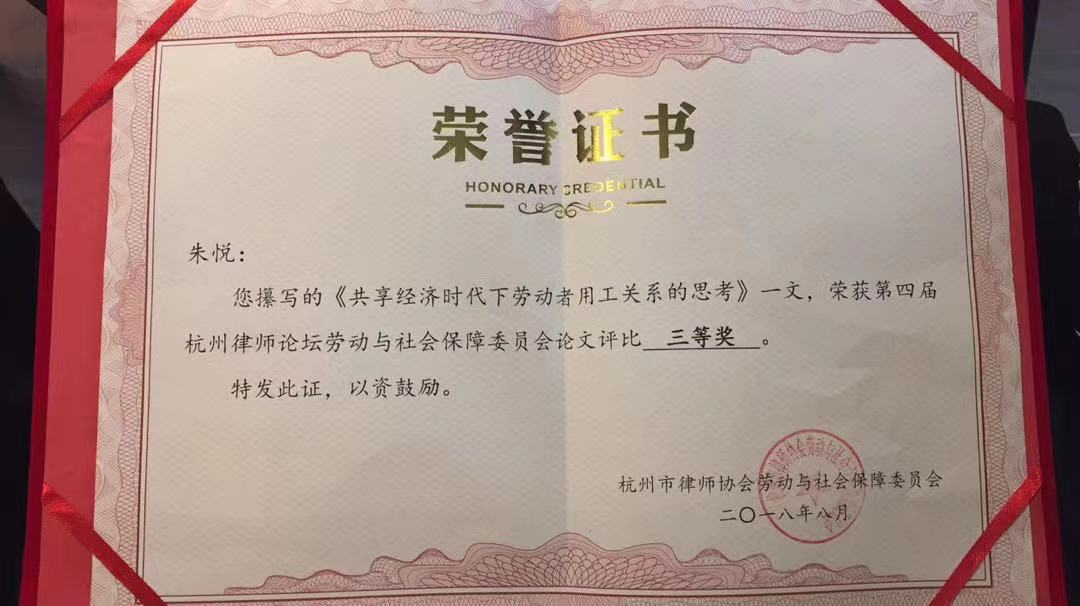 荣誉证书
HONORARY CREDENTIAL
朱悦：
您攥写的《共享经济时代下劳动者用工关系的思考》一文，荣获第四届
杭州律师论坛劳动与社会保障委员会论文评比 三等奖 。
特发此证，以资鼓励。
杭州市律师协会劳动与社会保障委员会
二〇一八年八月